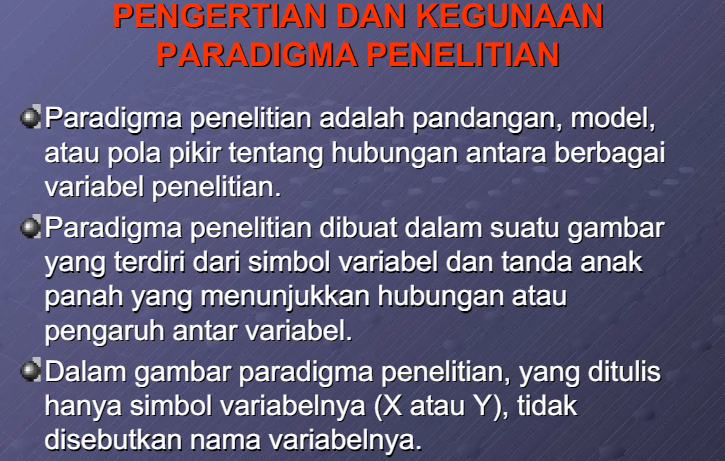 PENGERTIAN DAN KEGUNAAN
PARADIGMA PENELITIAN
Paradigma penelitian adalah pandangan, model,
atau pola pikir tentang hubungan antara berbagai
variabel penelitian.
Paradigma penelitian dibuat dalam suatu gambar
yang terdiri dari simbol variabel dan tanda anak
panah yang menunjukkan hubungan atau
pengaruh antar variabel.
Dalam gambar paradigma penelitian, yang ditulis
hanya simbol variabelnya (X atau Y), tidak
disebutkan nama variabelnya.